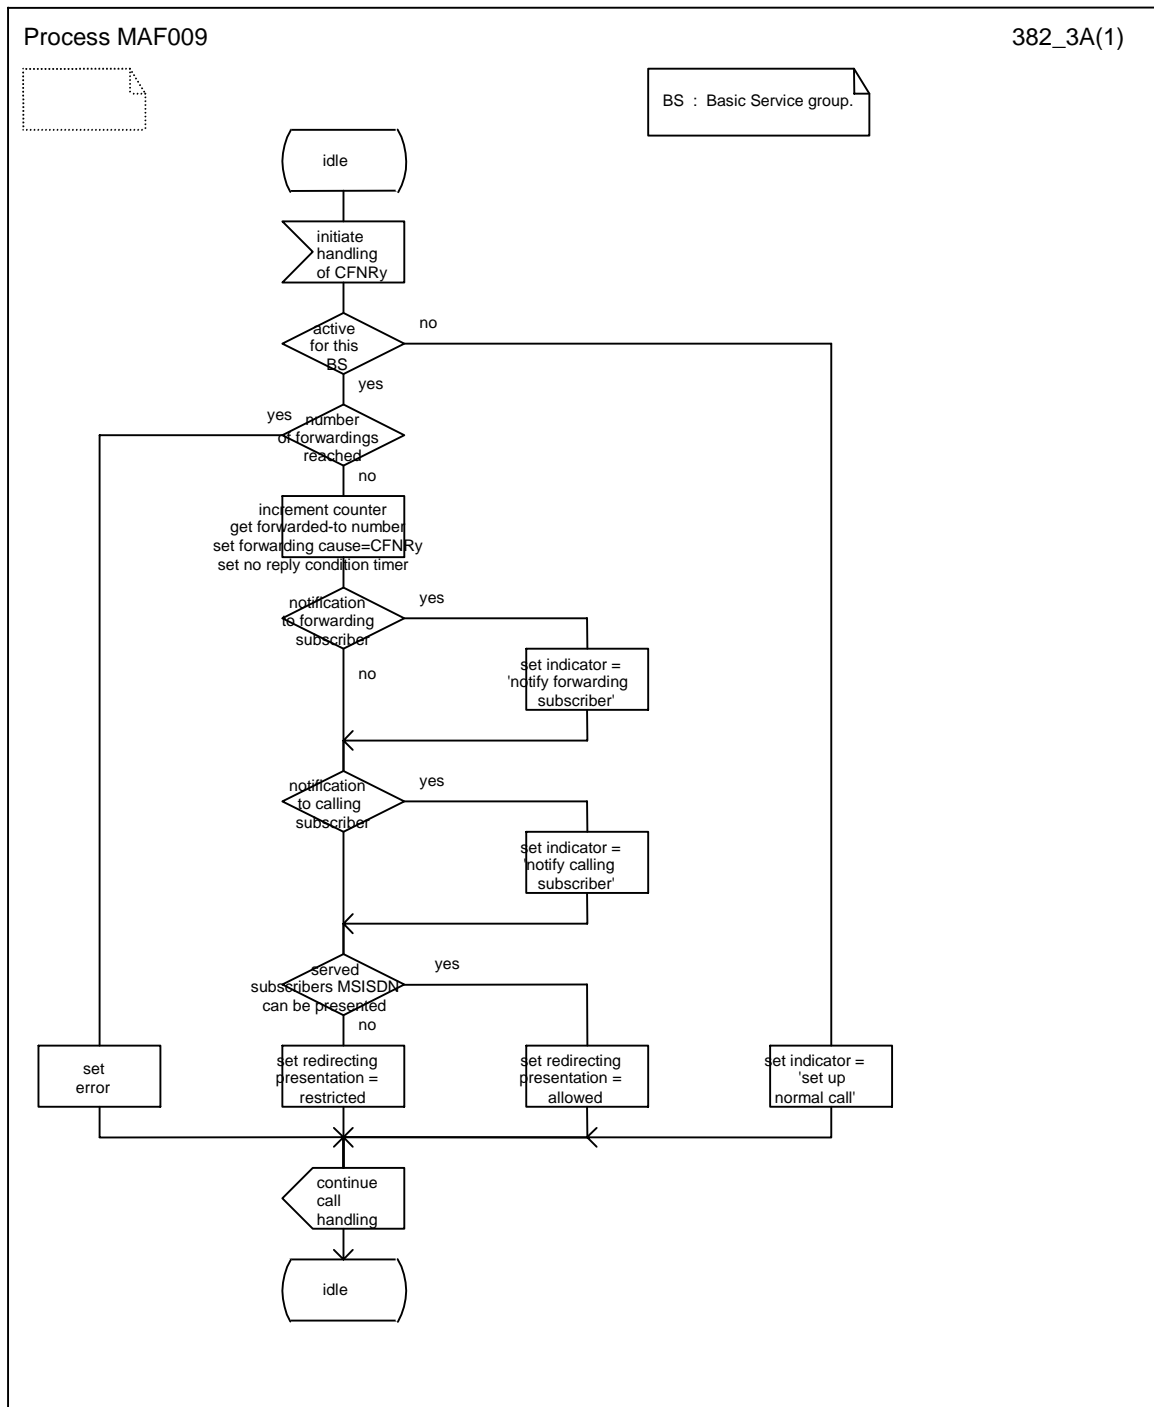 Process MAF009
382_3A(1)
BS : Basic Service group.
idle
initiate
handling
of CFNRy
active
for this
BS
no
yes
yes
number
of forwardings
reached
no
increment counter
get forwarded-to number
set forwarding cause=CFNRy
set no reply condition timer
notification
to forwarding
subscriber
yes
no
set indicator =
'notify forwarding
subscriber'
notification
to calling
subscriber
yes
set indicator =
'notify calling
subscriber'
served
subscribers MSISDN
can be presented
yes
no
set
error
set redirecting
presentation =
restricted
set redirecting
presentation =
allowed
set indicator =
'set up
normal call'
continue
call
handling
idle